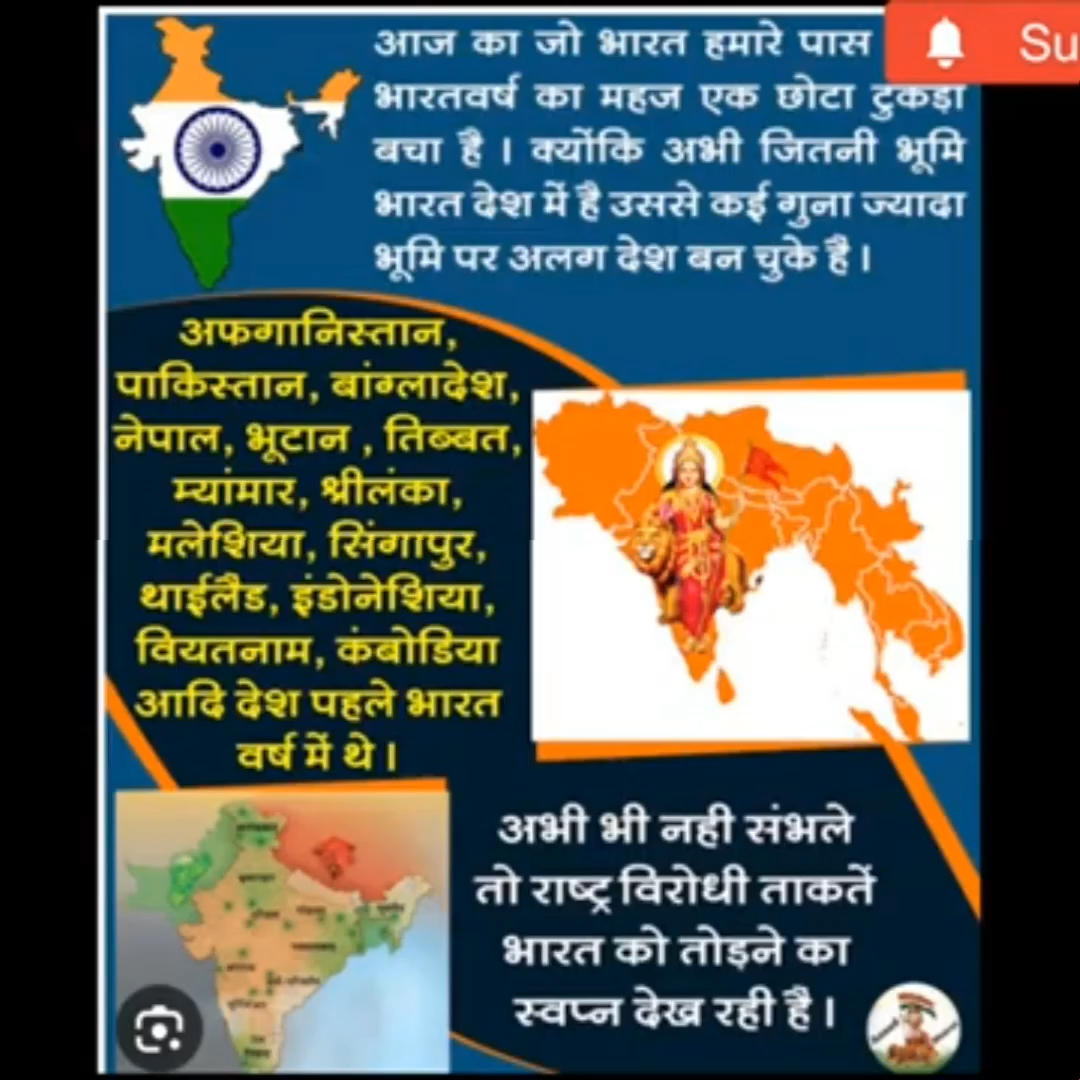 आज का जो भारत हमारे पास
Su
भारतवर्ष का महज एक छोटा टुकड़ा
बचा है । क्योंकि अभी जितनी भूमि
भारत देश में है उससे कई गुना ज्यादा
भूमि पर अलग देश बन चुके है ।
अफगानिस्तान,
पाकिस्तान, बांग्लादेश,
नेपाल, भूटान , तिब्बत,
म्यांमार, श्रीलंका,
मलेशिया, सिंगापुर,
थाईलैड, इंडोनेशिया,
वियतनाम, कंबोडिया
आदि देश पहले भारत
वर्ष में थे ।
अभी भी नही संभले
तो राष्ट्र विरोधी ताकतें
भारत को तोड़ने का
स्वप्न देख रही है ।